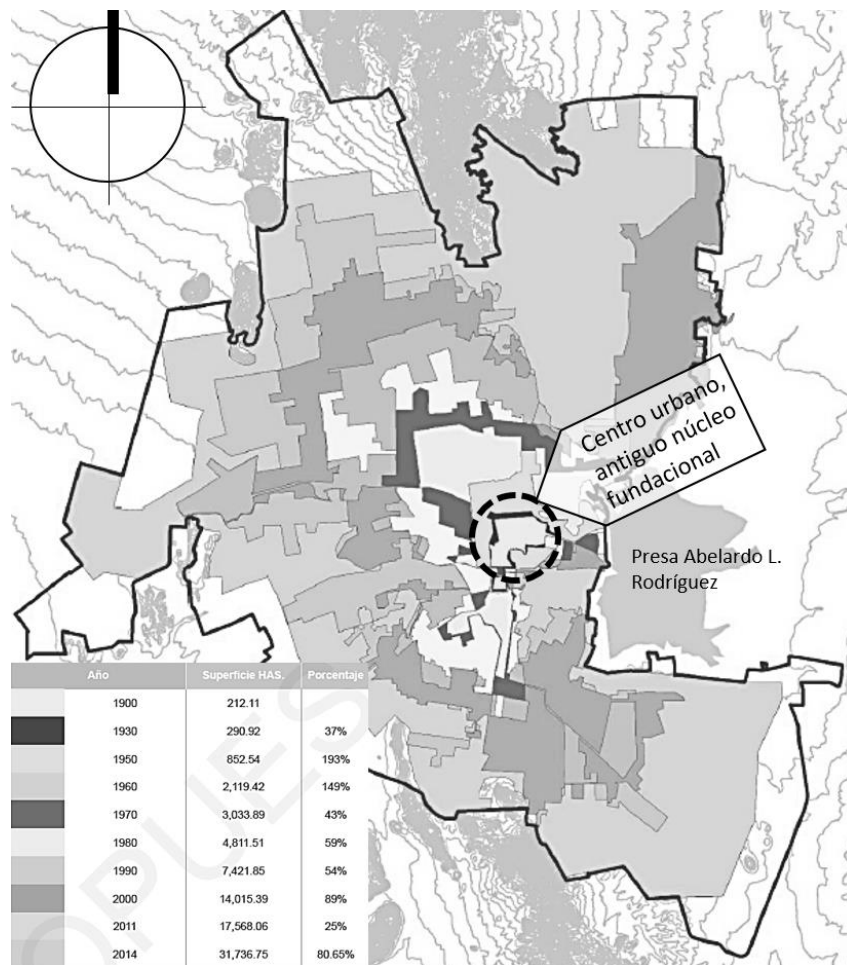 Centro urbano,
antiguo núcleo
fundacional
Presa Abelardo L.
Rodríguez
Año Superficie HAS. Porcentaje
1900 212.11
1930 290.92 37%
1950 852.54 193%
1960 2,119.42 149%
1970 3,033.89 43%
1980 4,811.51 59%
1990 7,421.85 54%
2000 14,015.39 89%
2011 17,568.06 25%
2014 31,736.75 80.65%